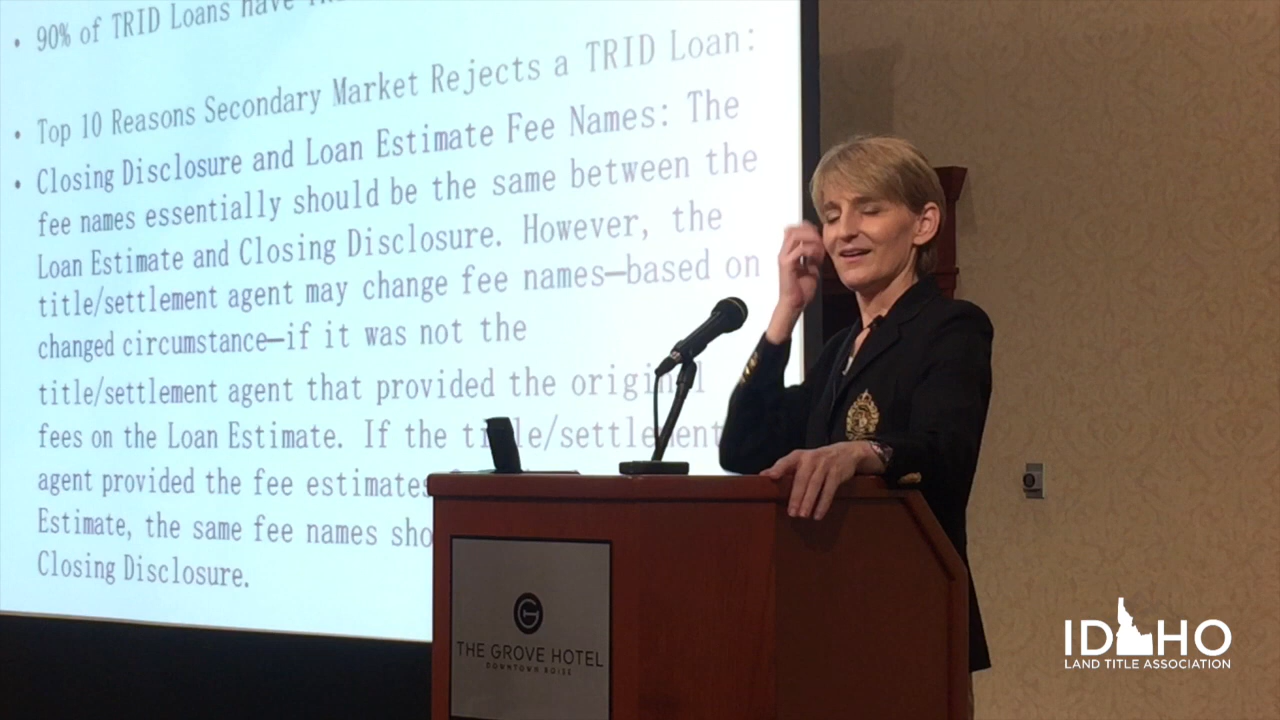 • 90% of TRID Loans Have
• Top 10 Reasons Secondary Market Rejects a TRID Loan:
• Closing Disclosure and Loan Estimate Fee Names: The
fee names essentially should be the same between the
Loan Estimate and Closing Disclosure. However, the
title/settlement agent may change fee names—based on
changed circumstance—if it was not the
title/settlement agent that provided the original
fees on the Loan Estimate. If the title/settlement
agent provided the fee estimates
Estimate, the same fee names
Closing Disclosure.
THE GROVE HOTEL
DOWNTOWN BOISE
IDAHO
LAND TITLE ASSOCIATION